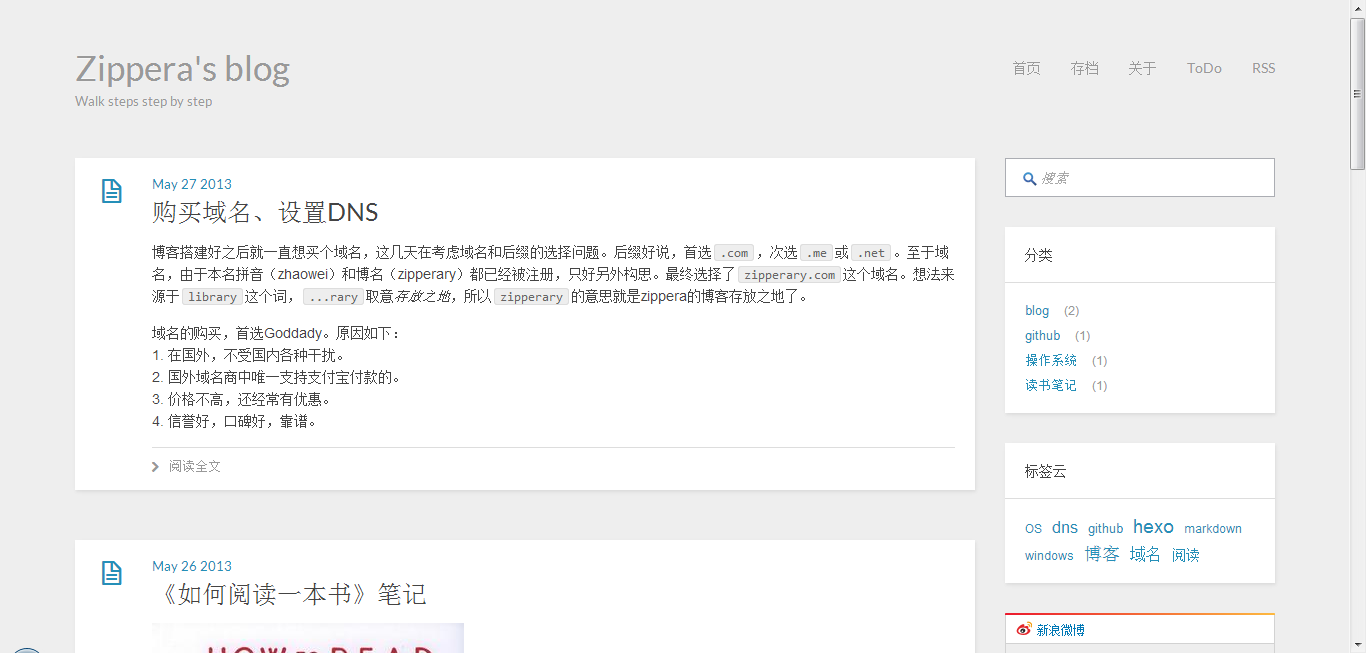 Zippera's blog
Walk steps step by step
首页 存档 关于 ToDo RSS
May 27 2013
购买域名、设置DNS
博客搭建好之后就一直想买个域名，这几天在考虑域名和后缀的选择问题。后缀好说，首选 .com ，次选 .me 或 .net 。至于域
名，由于本名拼音（zhaowei）和博名（zipperary）都已经被注册，只好另外构思。最终选择了 zipperary.com 这个域名。想法来
源于 library 这个词， ...rary 取意存放之地，所以 zipperary 的意思就是zippera的博客存放之地了。
域名的购买，首选Goddady。原因如下：
1. 在国外，不受国内各种干扰。
2. 国外域名商中唯一支持支付宝付款的。
3. 价格不高，还经常有优惠。
4. 信誉好，口碑好，靠谱。
阅读全文
May 26 2013
《如何阅读一本书》笔记
HOW TO READ
搜索
分类
blog (2)
github (1)
操作系统 (1)
读书笔记 (1)
标签云
OS dns github hexo markdown
windows 博客 域名 阅读
新浪微博